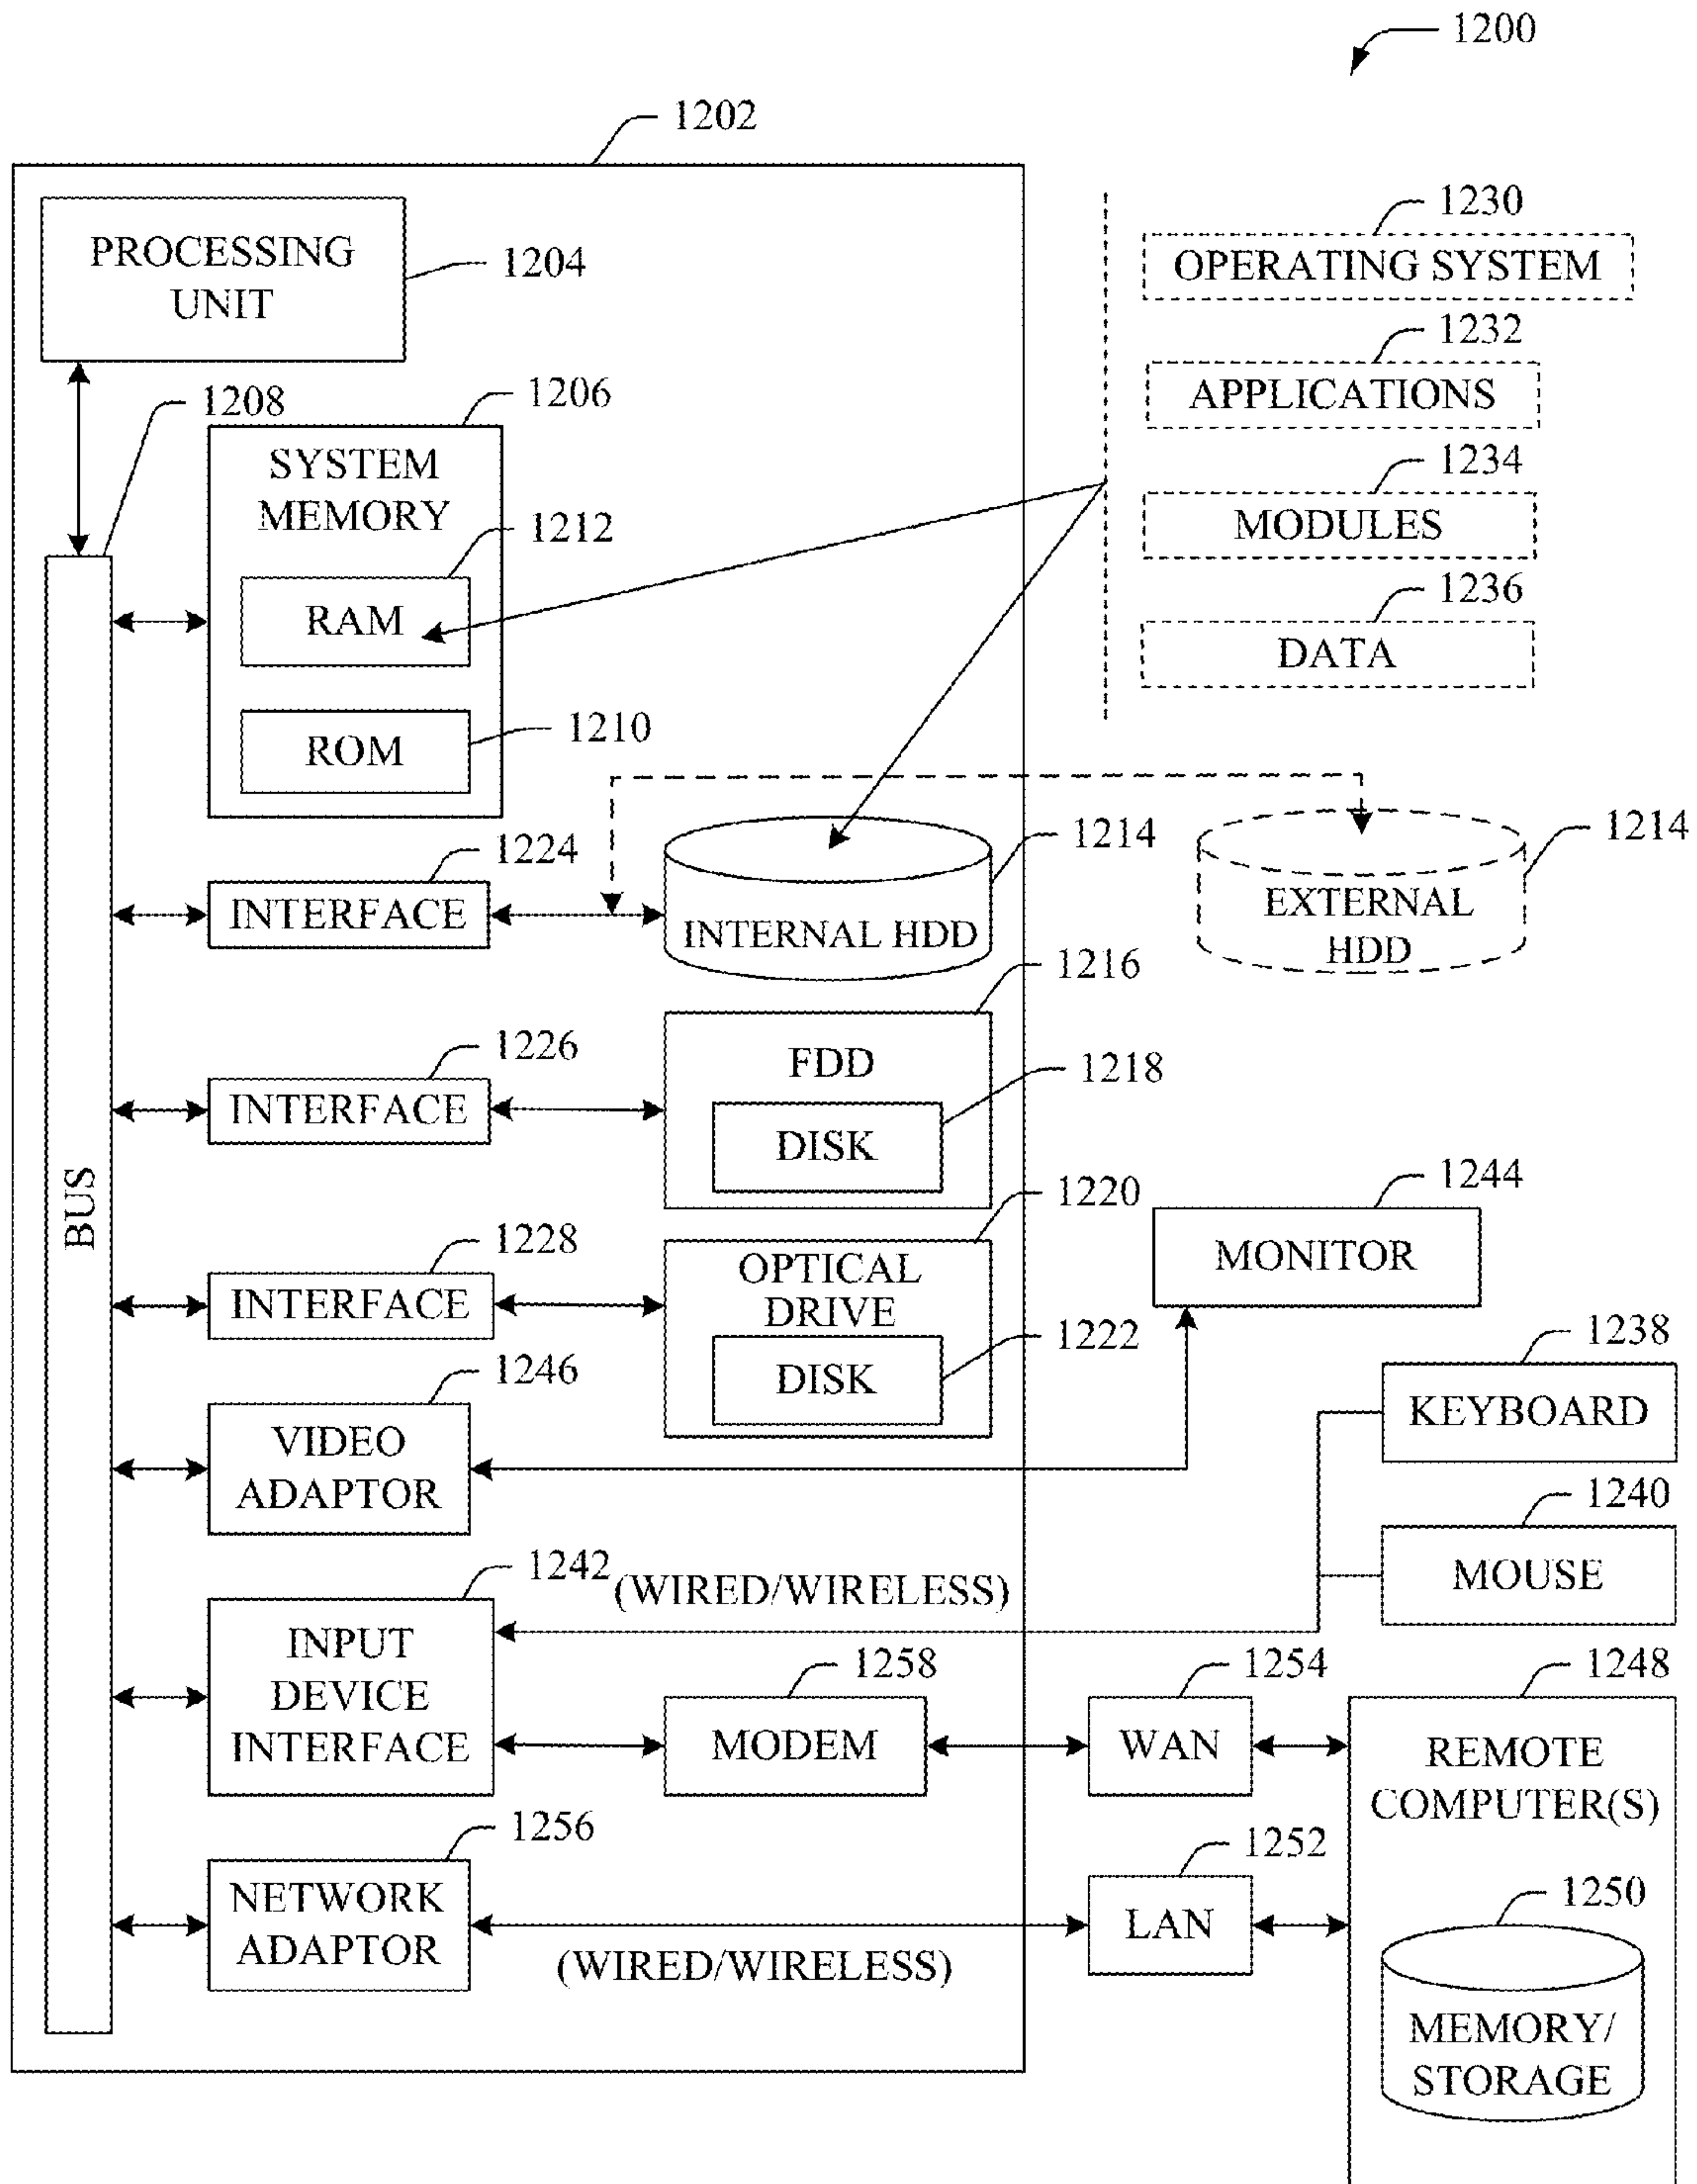 1200
1202
PROCESSING
UNIT
1204
1230
OPERATING SYSTEM
1232
APPLICATIONS
1234
MODULES
1236
DATA
1208
1206
SYSTEM
MEMORY
1212
RAM
1210
ROM
BUS
1224
INTERFACE
1214
INTERNAL HDD
1214
EXTERNAL
HDD
1226
INTERFACE
1216
FDD
1218
DISK
1228
INTERFACE
1220
OPTICAL
DRIVE
1222
DISK
1244
MONITOR
1246
VIDEO
ADAPTOR
1238
KEYBOARD
1240
MOUSE
1242
(WIRED/WIRELESS)
INPUT
DEVICE
INTERFACE
1258
MODEM
1254
WAN
1248
REMOTE
COMPUTER(S)
1256
NETWORK
ADAPTOR
(WIRED/WIRELESS)
1252
LAN
1250
MEMORY/
STORAGE